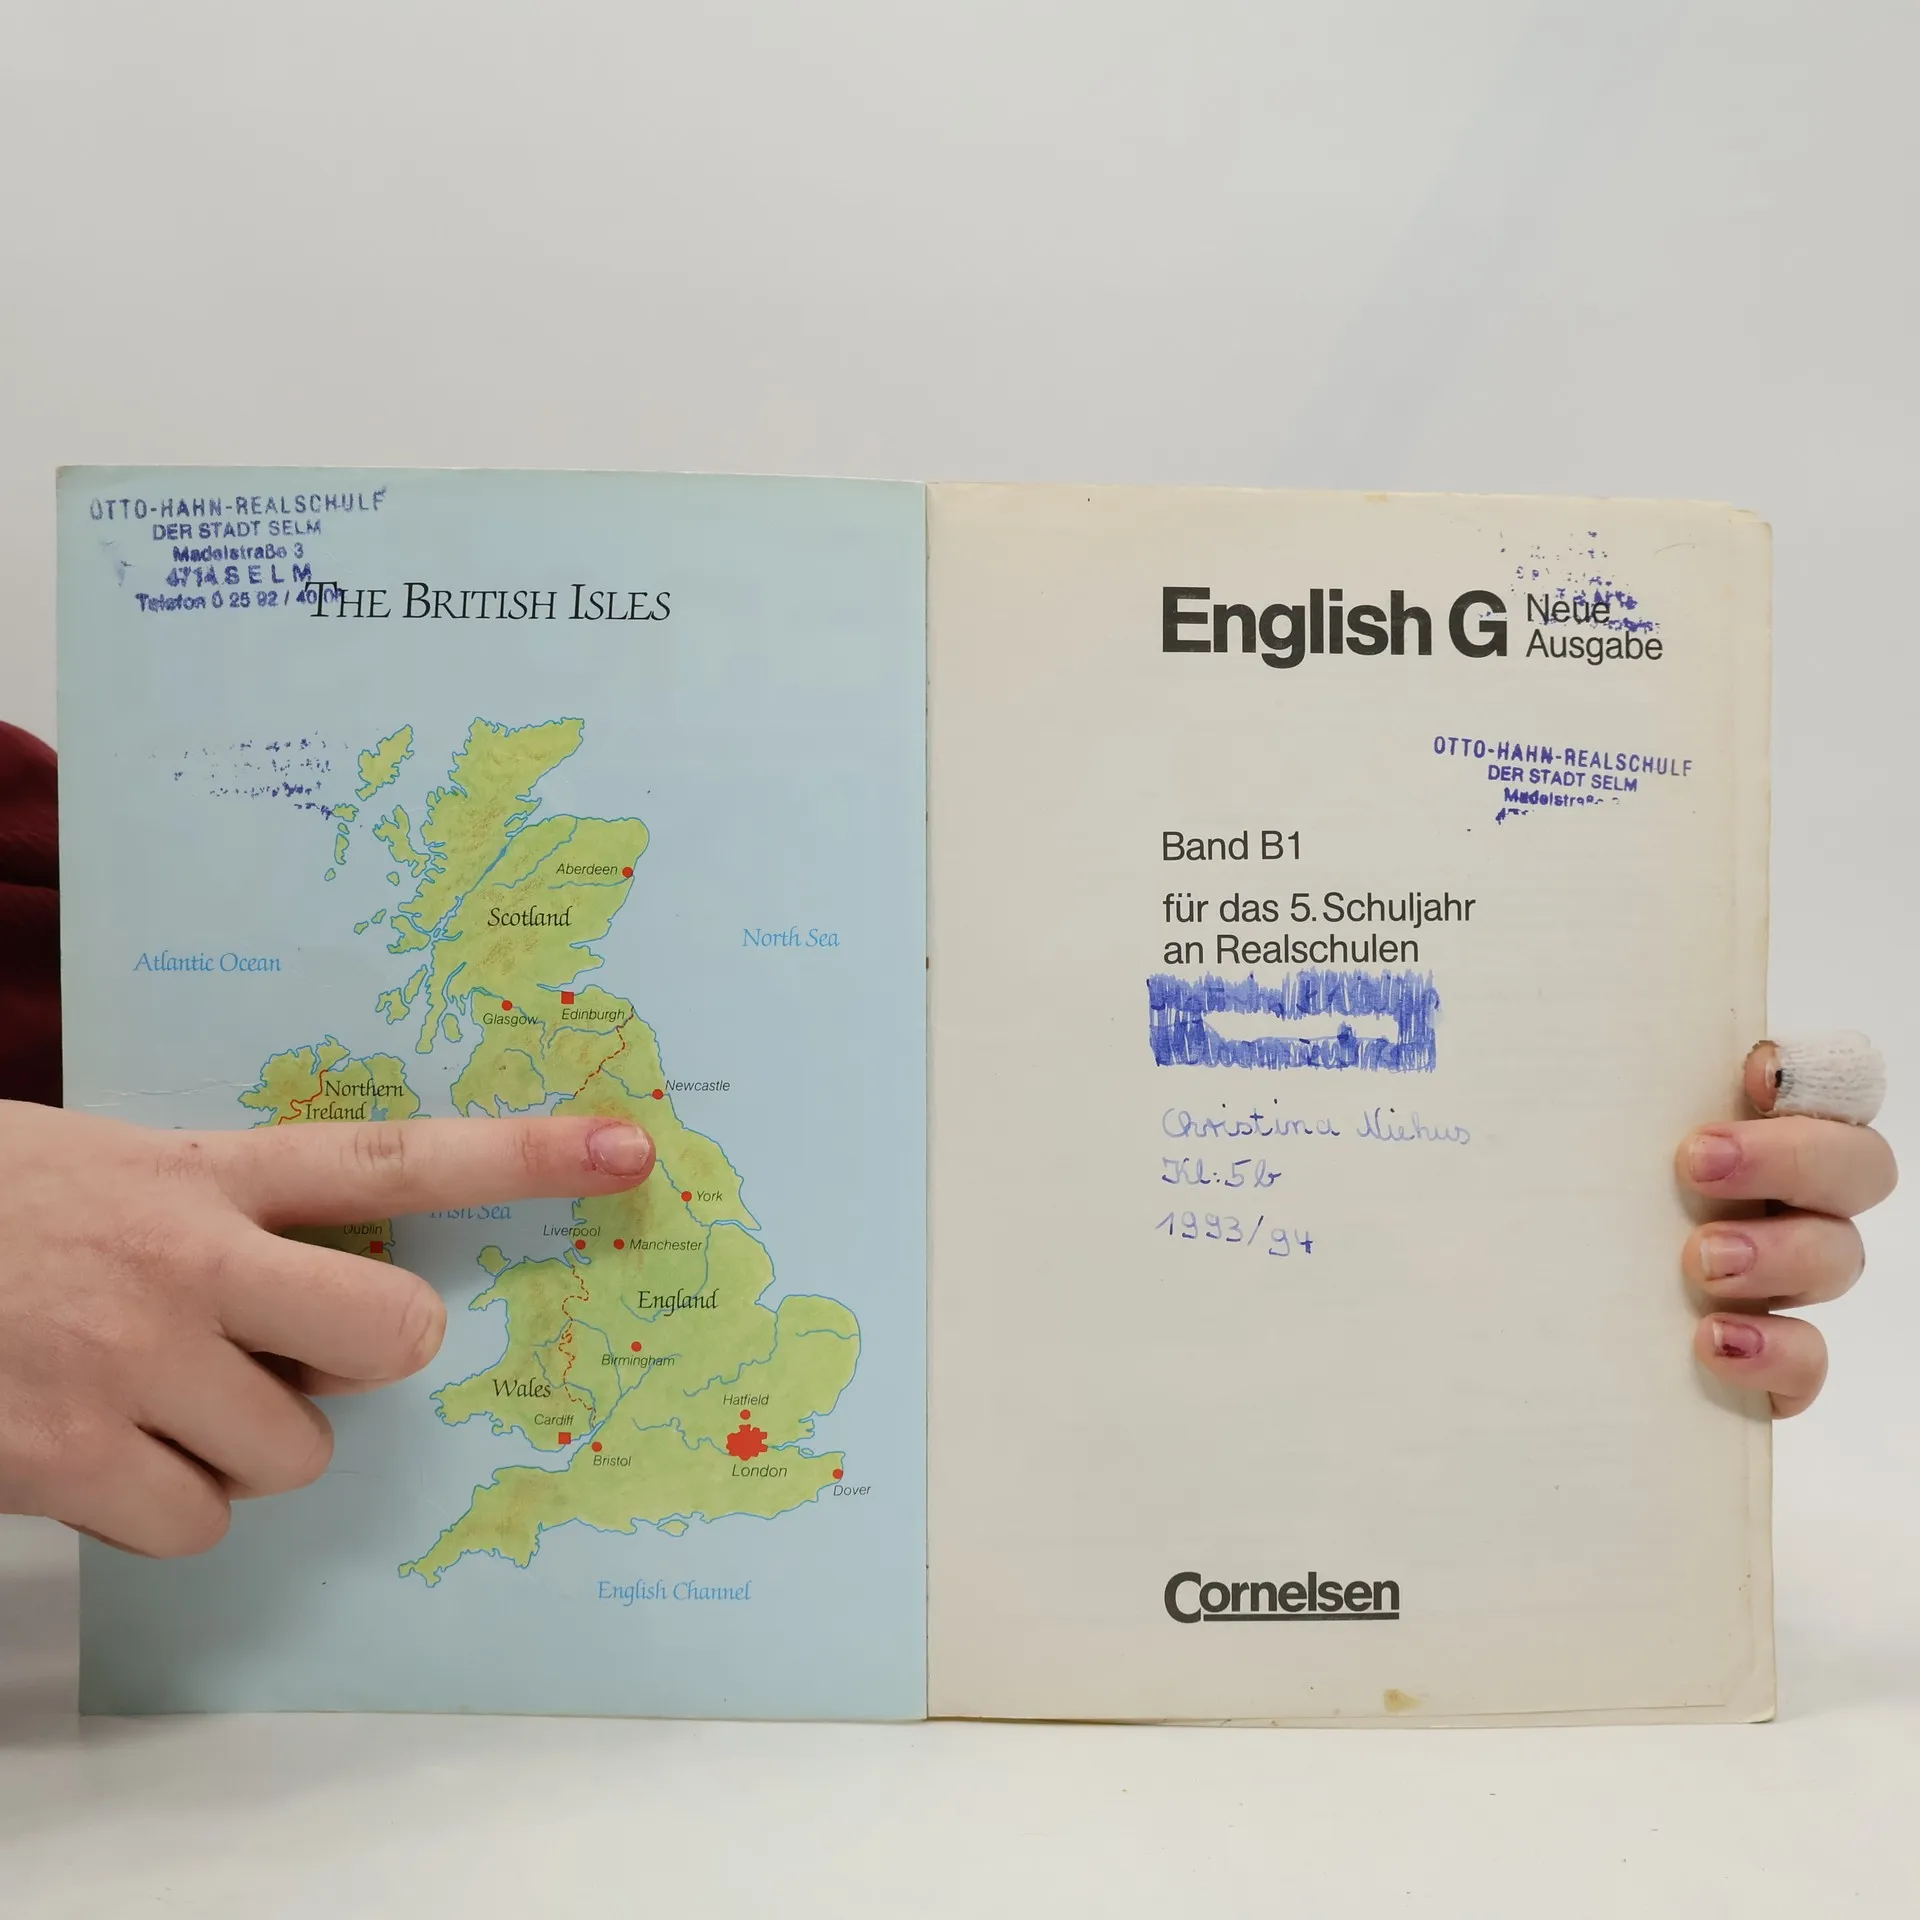 OTTO-HAHN-REALSCHULE
DER STADT SELM
Madelstraße 3
4714 SELM
Telefon 0 25 92 /
THE BRITISH ISLES
Aberdeen
Scotland
North Sea
Atlantic Ocean
Glasgow
Edinburgh
Newcastle
Northern
Ireland
York
Irish Sea
Dublin
Liverpool
Manchester
England
Birmingham
Wales
Hatfield
Cardiff
Bristol
London
Dover
English Channel
English G Neue
Ausgabe
OTTO-HAHN-REALSCHULE
DER STADT SELM
Band B1
für das 5. Schuljahr
an Realschulen
Christina Niehus
Kl: 5b
1993/94
Cornelsen